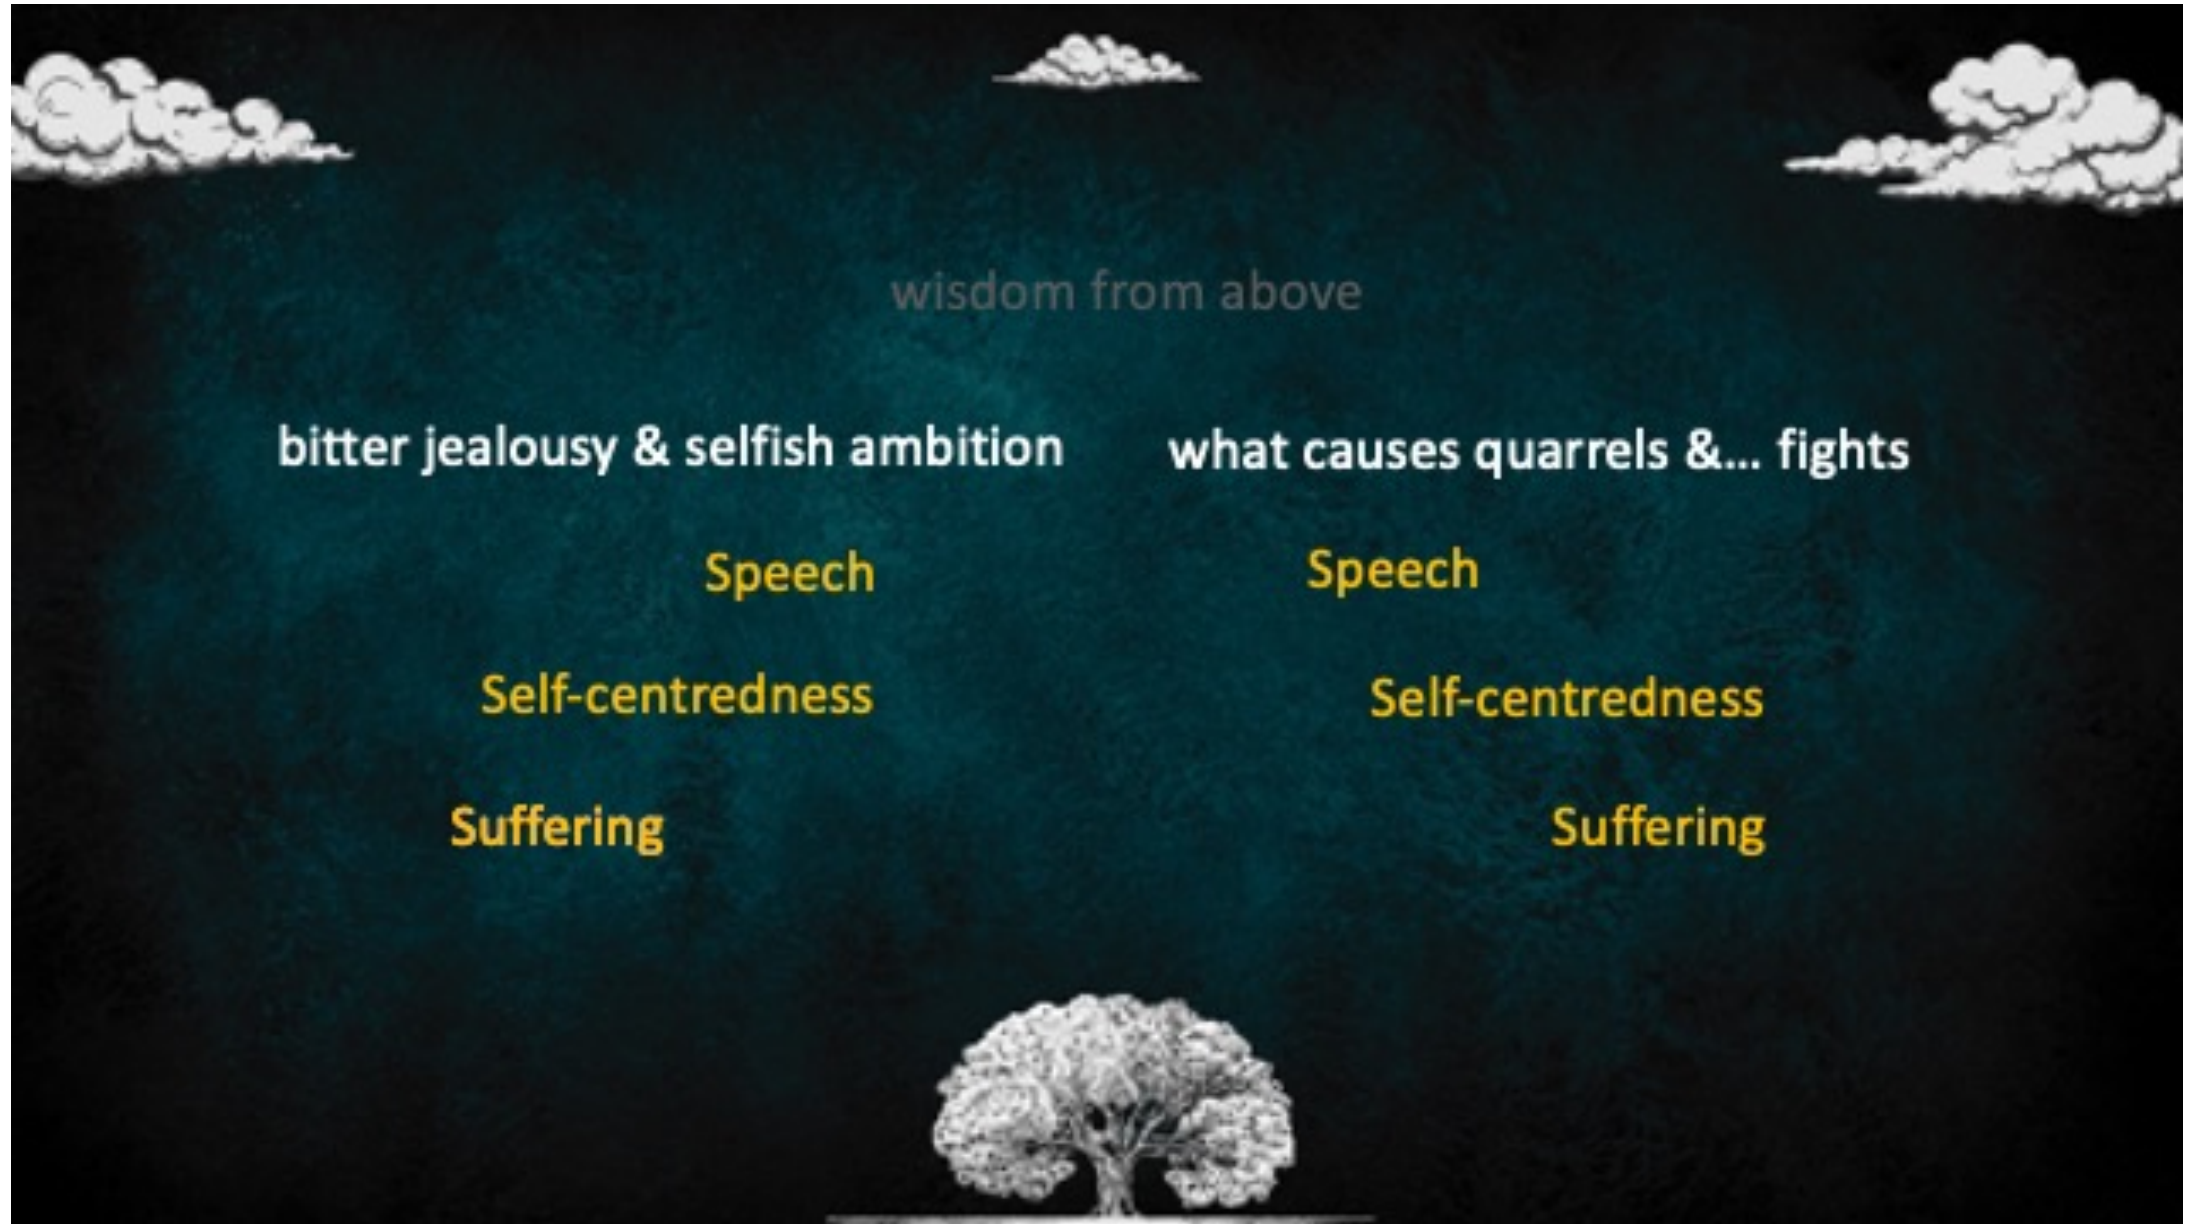 wisdom from above
bitter jealousy & selfish ambition
what causes quarrels &... fights
Speech
Speech
Self-centredness
Self-centredness
Suffering
Suffering